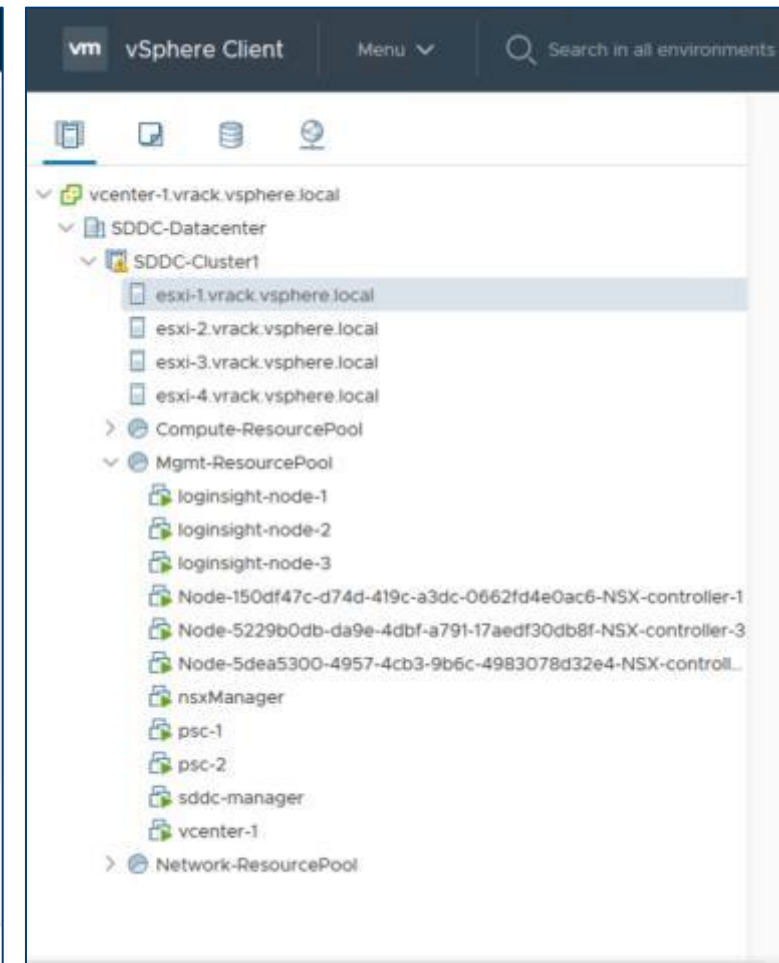 vm vSphere Client Menu Search in all environments
vcenter-1.vrack.vsphere.local
SDDC-Datacenter
SDDC-Cluster1
esxi-1.vrack.vsphere.local
esxi-2.vrack.vsphere.local
esxi-3.vrack.vsphere.local
esxi-4.vrack.vsphere.local
Compute-ResourcePool
Mgmt-ResourcePool
loginsight-node-1
loginsight-node-2
loginsight-node-3
Node-150df47c-d74d-419c-a3dc-0662fd4e0ac6-NSX-controller-1
Node-5229b0db-da9e-4dbf-a791-17aedf30db8f-NSX-controller-3
Node-5dea5300-4957-4cb3-9b6c-4983078d32e4-NSX-controll...
nsxManager
psc-1
psc-2
sddc-manager
vcenter-1
Network-ResourcePool